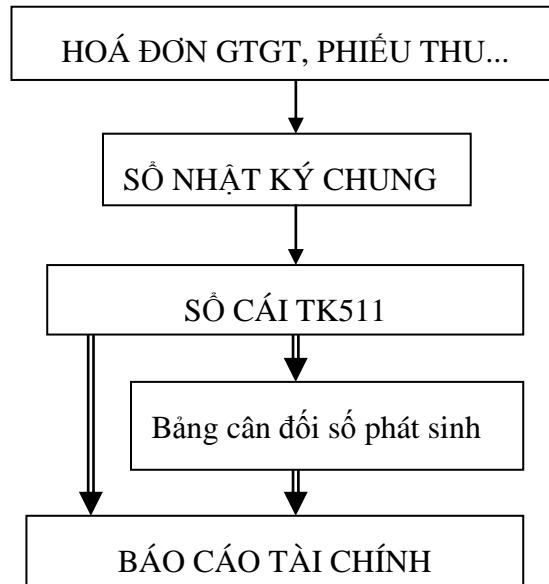 HOÁ ĐƠN GTGT, PHIẾU THU...
SỔ NHẬT KÝ CHUNG
SỔ CÁI TK511
Bảng cân đối số phát sinh
BÁO CÁO TÀI CHÍNH